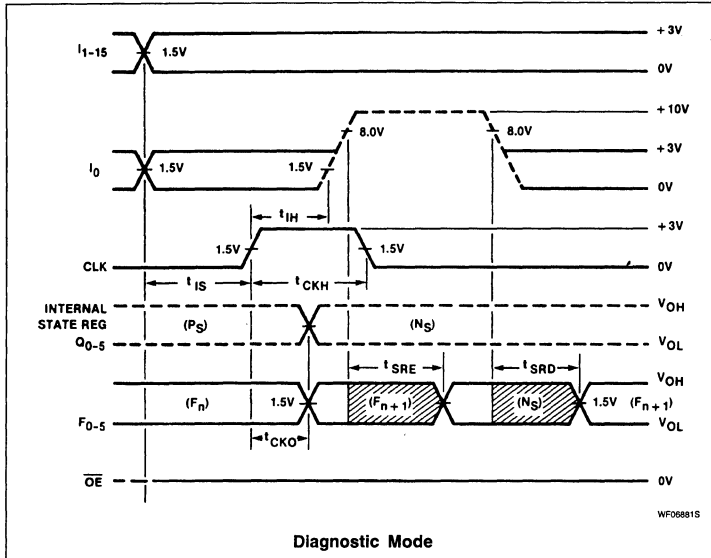 I1-15
1.5V
+3V
0V
+10V
8.0V
8.0V
+3V
I0
1.5V
1.5V
0V
tIH
+3V
1.5V
1.5V
CLK
0V
tIS
tCKH
INTERNAL
STATE REG
Q0-5
(PS)
(NS)
VOH
VOL
tSRE
tSRD
VOH
F0-5
(Fn)
1.5V
(Fn+1)
(NS)
1.5V
(Fn+1)
VOL
tCKO
OE
0V
WF06881S
Diagnostic Mode